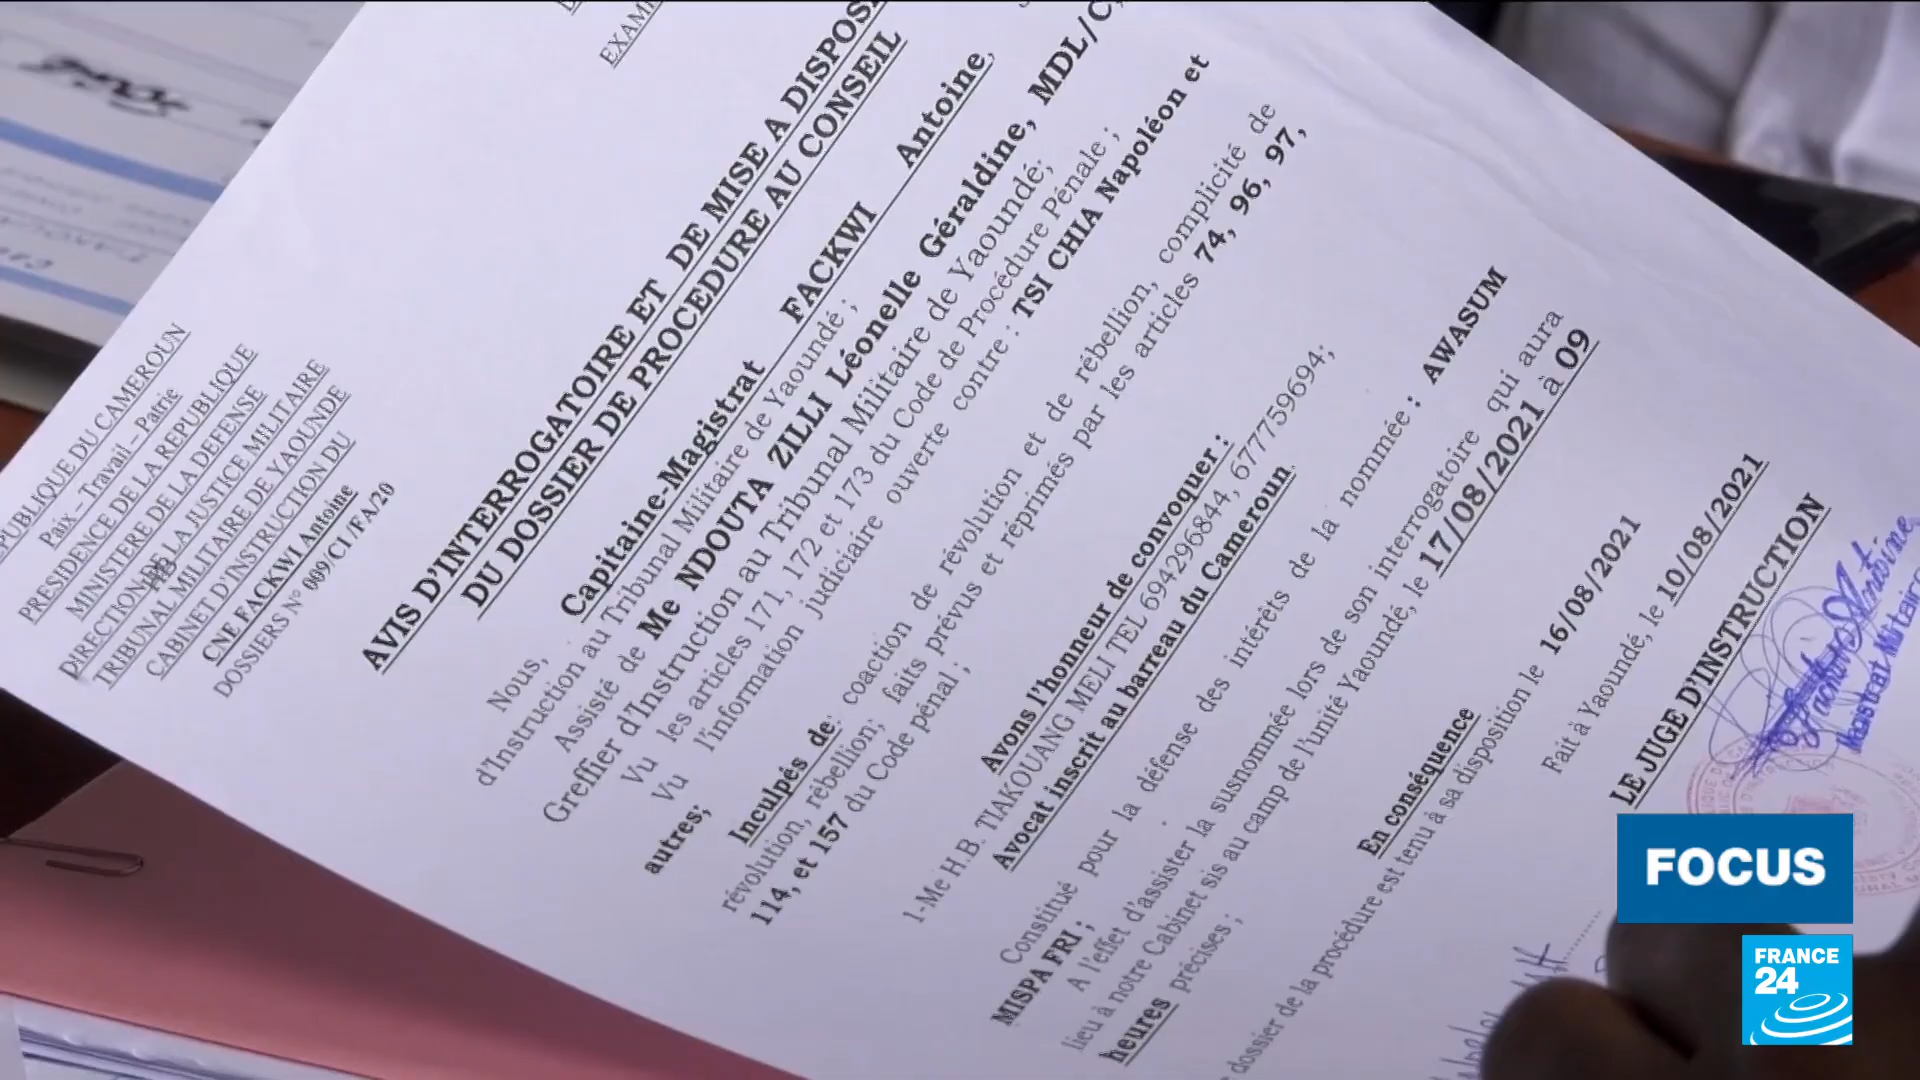 EPUBLIQUE DU CAMEROUN
Paix – Travail – Patrie
PRESIDENCE DE LA REPUBLIQUE
MINISTERE DE LA DEFENSE
DIRECTION DE LA JUSTICE MILITAIRE
TRIBUNAL MILITAIRE DE YAOUNDE
CABINET D'INSTRUCTION DU
CNE FACKWI Antoine
DOSSIERS N° 009/CI/FA/20
EXAM
AVIS D'INTERROGATOIRE ET DE MISE A DISPOS
DU DOSSIER DE PROCEDURE AU CONSEIL
Nous, Capitaine-Magistrat FACKWI Antoine,
d'Instruction au Tribunal Militaire de Yaoundé ;
Assisté de Me NDOUTA ZILLI Léonelle Géraldine, MDL/C,
Greffier d'Instruction au Tribunal Militaire de Yaoundé;
Vu les articles 171, 172 et 173 du Code de Procédure Pénale ;
Vu l'information judiciaire ouverte contre : TSI CHIA Napoléon et
autres;
Inculpés de: coaction de révolution et de rébellion, complicité de
révolution, rébellion; faits prévus et réprimés par les articles 74, 96, 97,
114, et 157 du Code pénal ;
Avons l'honneur de convoquer :
1-Me H.B. TIAKOUANG MELI TEL 694296844, 677759694;
Avocat inscrit au barreau du Cameroun.
Constitué pour la défense des intérêts de la nommée : AWASUM
MISPA FRI ;
A l'effet d'assister la susnommée lors de son interrogatoire qui aura
lieu à notre Cabinet sis au camp de l'unité Yaoundé, le 17/08/2021 à 09
heures précises ;
En conséquence
dossier de la procédure est tenu à sa disposition le 16/08/2021
Fait à Yaoundé, le 10/08/2021
LE JUGE D'INSTRUCTION
Antoine
Magistrat Militaire
FOCUS
FRANCE
24